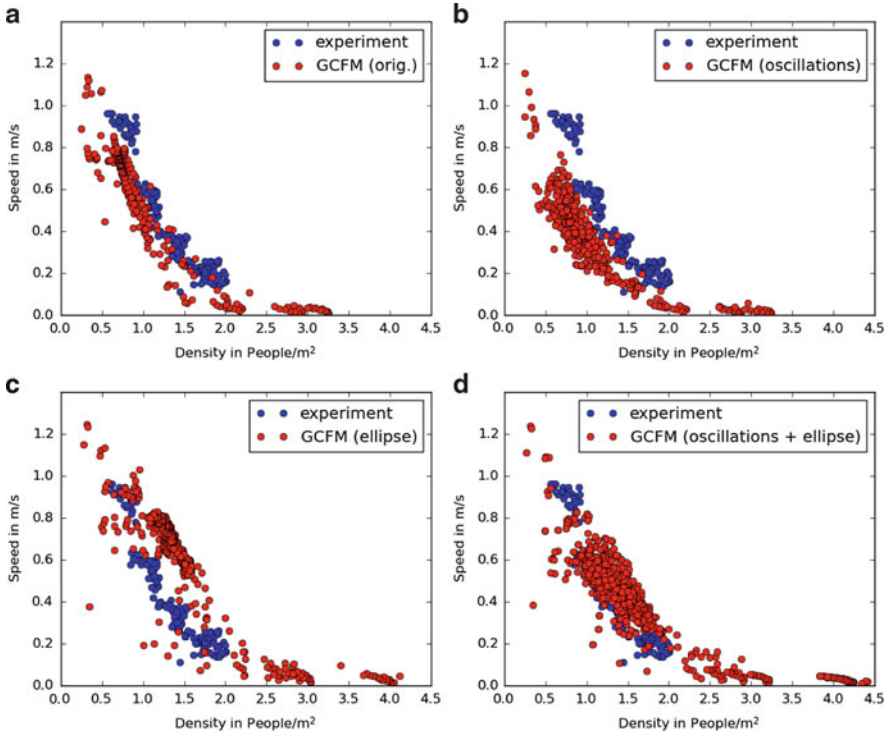 a
experiment
GCFM (orig.)
Speed in m/s
1.2
1.0
0.8
0.6
0.4
0.2
0.0
0.0 0.5 1.0 1.5 2.0 2.5 3.0 3.5 4.0 4.5
Density in People/m²
b
experiment
GCFM (oscillations)
Speed in m/s
1.2
1.0
0.8
0.6
0.4
0.2
0.0
0.0 0.5 1.0 1.5 2.0 2.5 3.0 3.5 4.0 4.5
Density in People/m²
c
experiment
GCFM (ellipse)
Speed in m/s
1.2
1.0
0.8
0.6
0.4
0.2
0.0
0.0 0.5 1.0 1.5 2.0 2.5 3.0 3.5 4.0 4.5
Density in People/m²
d
experiment
GCFM (oscillations + ellipse)
Speed in m/s
1.2
1.0
0.8
0.6
0.4
0.2
0.0
0.0 0.5 1.0 1.5 2.0 2.5 3.0 3.5 4.0 4.5
Density in People/m²